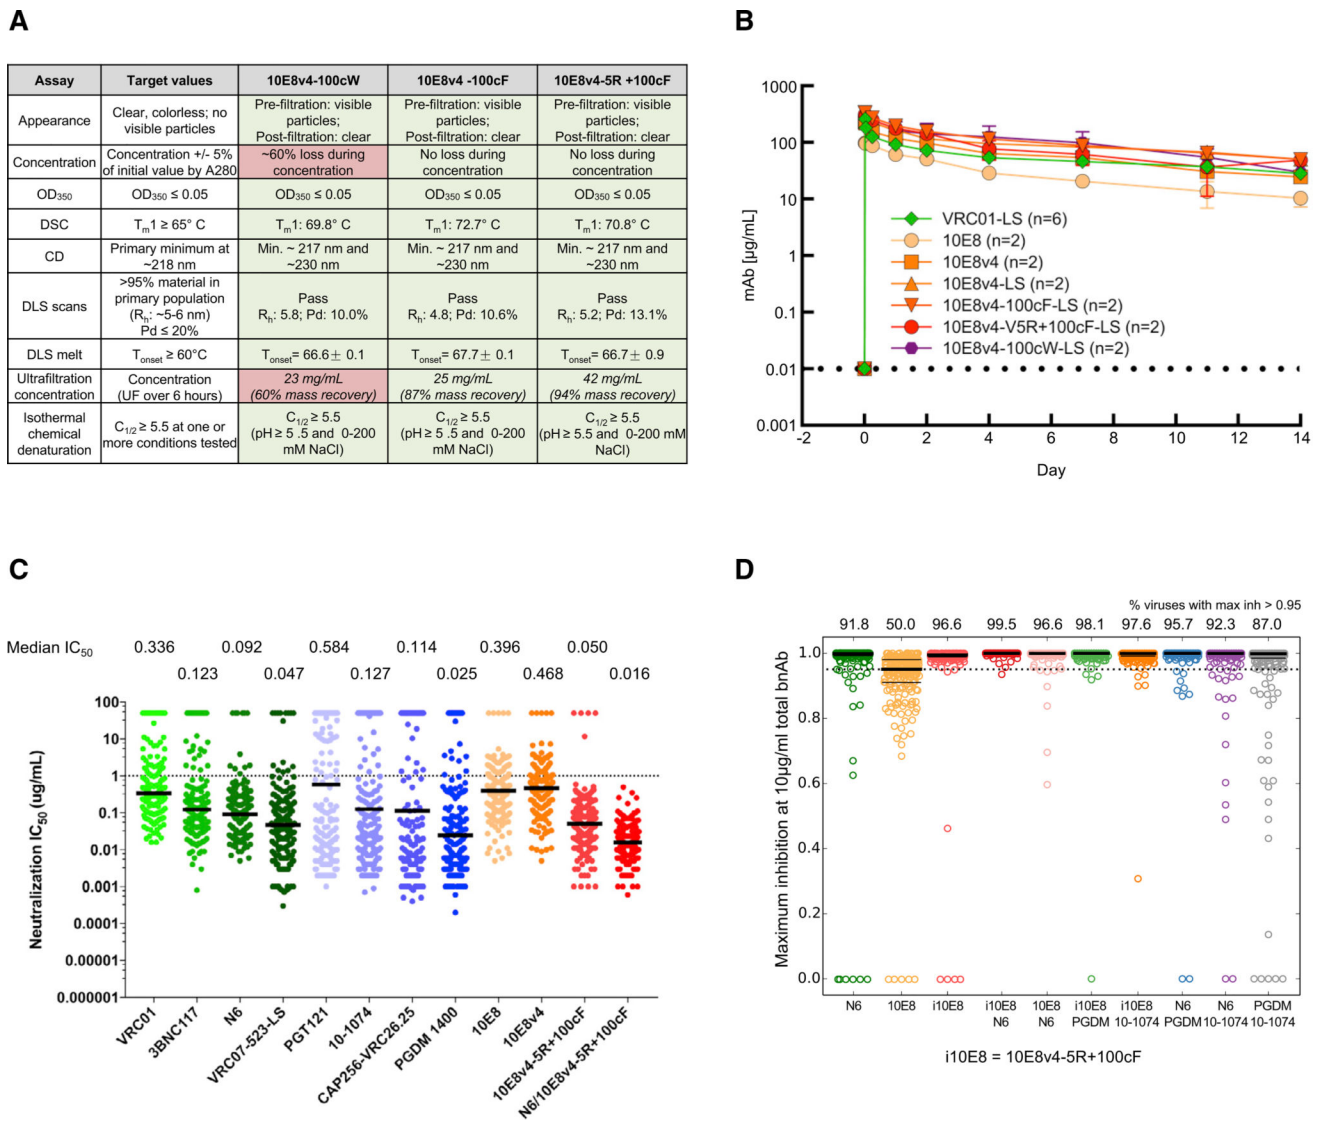 A
Assay Target values 10E8v4-100cW 10E8v4 -100cF 10E8v4-5R +100cF
Appearance
Clear, colorless; no
visible particles
Pre-filtration: visible
particles;
Post-filtration: clear
Pre-filtration: visible
particles;
Post-filtration: clear
Pre-filtration: visible
particles;
Post-filtration: clear
Concentration
Concentration +/- 5%
of initial value by A280
~60% loss during
concentration
No loss during
concentration
No loss during
concentration
OD350 OD350 ≤ 0.05 OD350 ≤ 0.05 OD350 ≤ 0.05 OD350 ≤ 0.05
DSC Tm1 ≥ 65° C Tm1: 69.8° C Tm1: 72.7° C Tm1: 70.8° C
CD
Primary minimum at
~218 nm
Min. ~ 217 nm and
~230 nm
Min. ~ 217 nm and
~230 nm
Min. ~ 217 nm and
~230 nm
DLS scans
>95% material in
primary population
(Rh: ~5-6 nm)
Pd ≤ 20%
Pass
Rh: 5.8; Pd: 10.0%
Pass
Rh: 4.8; Pd: 10.6%
Pass
Rh: 5.2; Pd: 13.1%
DLS melt Tonset ≥ 60°C Tonset= 66.6± 0.1 Tonset= 67.7± 0.1 Tonset= 66.7± 0.9
Ultrafiltration
concentration
Concentration
(UF over 6 hours)
23 mg/mL
(60% mass recovery)
25 mg/mL
(87% mass recovery)
42 mg/mL
(94% mass recovery)
Isothermal
chemical
denaturation
C1/2 ≥ 5.5 at one or
more conditions tested
C1/2 ≥ 5.5
(pH ≥ 5 .5 and 0-200
mM NaCl)
C1/2 ≥ 5.5
(pH ≥ 5 .5 and 0-200
mM NaCl)
C1/2 ≥ 5.5
(pH ≥ 5.5 and 0-200 mM
NaCl)
B
mAb [µg/mL]
1000
100
10
1
0.1
0.01
0.001
-2 0 2 4 6 8 10 12 14
Day
VRC01-LS (n=6)
10E8 (n=2)
10E8v4 (n=2)
10E8v4-LS (n=2)
10E8v4-100cF-LS (n=2)
10E8v4-V5R+100cF-LS (n=2)
10E8v4-100cW-LS (n=2)
C
Median IC50
0.336 0.092 0.584 0.114 0.396 0.050
0.123 0.047 0.127 0.025 0.468 0.016
Neutralization IC50 (ug/mL)
100
10
1
0.1
0.01
0.001
0.0001
0.00001
0.000001
VRC01
3BNC117
N6
VRC07-523-LS
PGT121
10-1074
CAP256-VRC26.25
PGDM 1400
10E8
10E8v4
10E8v4-5R+100cF
N6/10E8v4-5R+100cF
D
% viruses with max inh > 0.95
91.8 50.0 96.6 99.5 96.6 98.1 97.6 95.7 92.3 87.0
Maximum inhibition at 10µg/ml total bnAb
1.0
0.8
0.6
0.4
0.2
0.0
N6
10E8
i10E8
i10E8
N6
10E8
N6
i10E8
PGDM
i10E8
10-1074
N6
PGDM
N6
10-1074
PGDM
10-1074
i10E8 = 10E8v4-5R+100cF